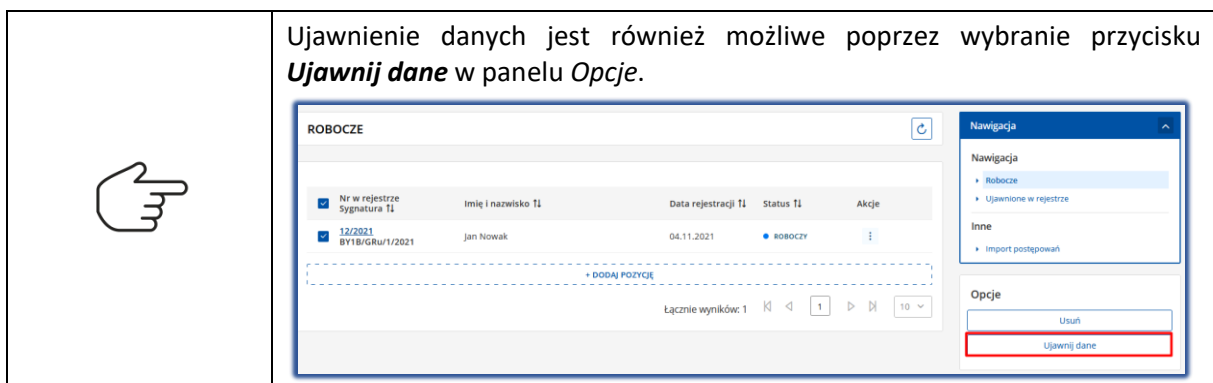 Ujawnienie danych jest również możliwe poprzez wybranie przycisku
Ujawnij dane w panelu Opcje.
ROBOCZE
Nr w rejestrze
Sygnatura
Imię i nazwisko
Data rejestracji
Status
Akcje
12/2021
BY1B/GRu/1/2021
Jan Nowak
04.11.2021
ROBOCZY
+ DODAJ POZYCJĘ
Łącznie wyników: 1
1
10
Nawigacja
Nawigacja
Robocze
Ujawnione w rejestrze
Inne
Import postępowań
Opcje
Usuń
Ujawnij dane